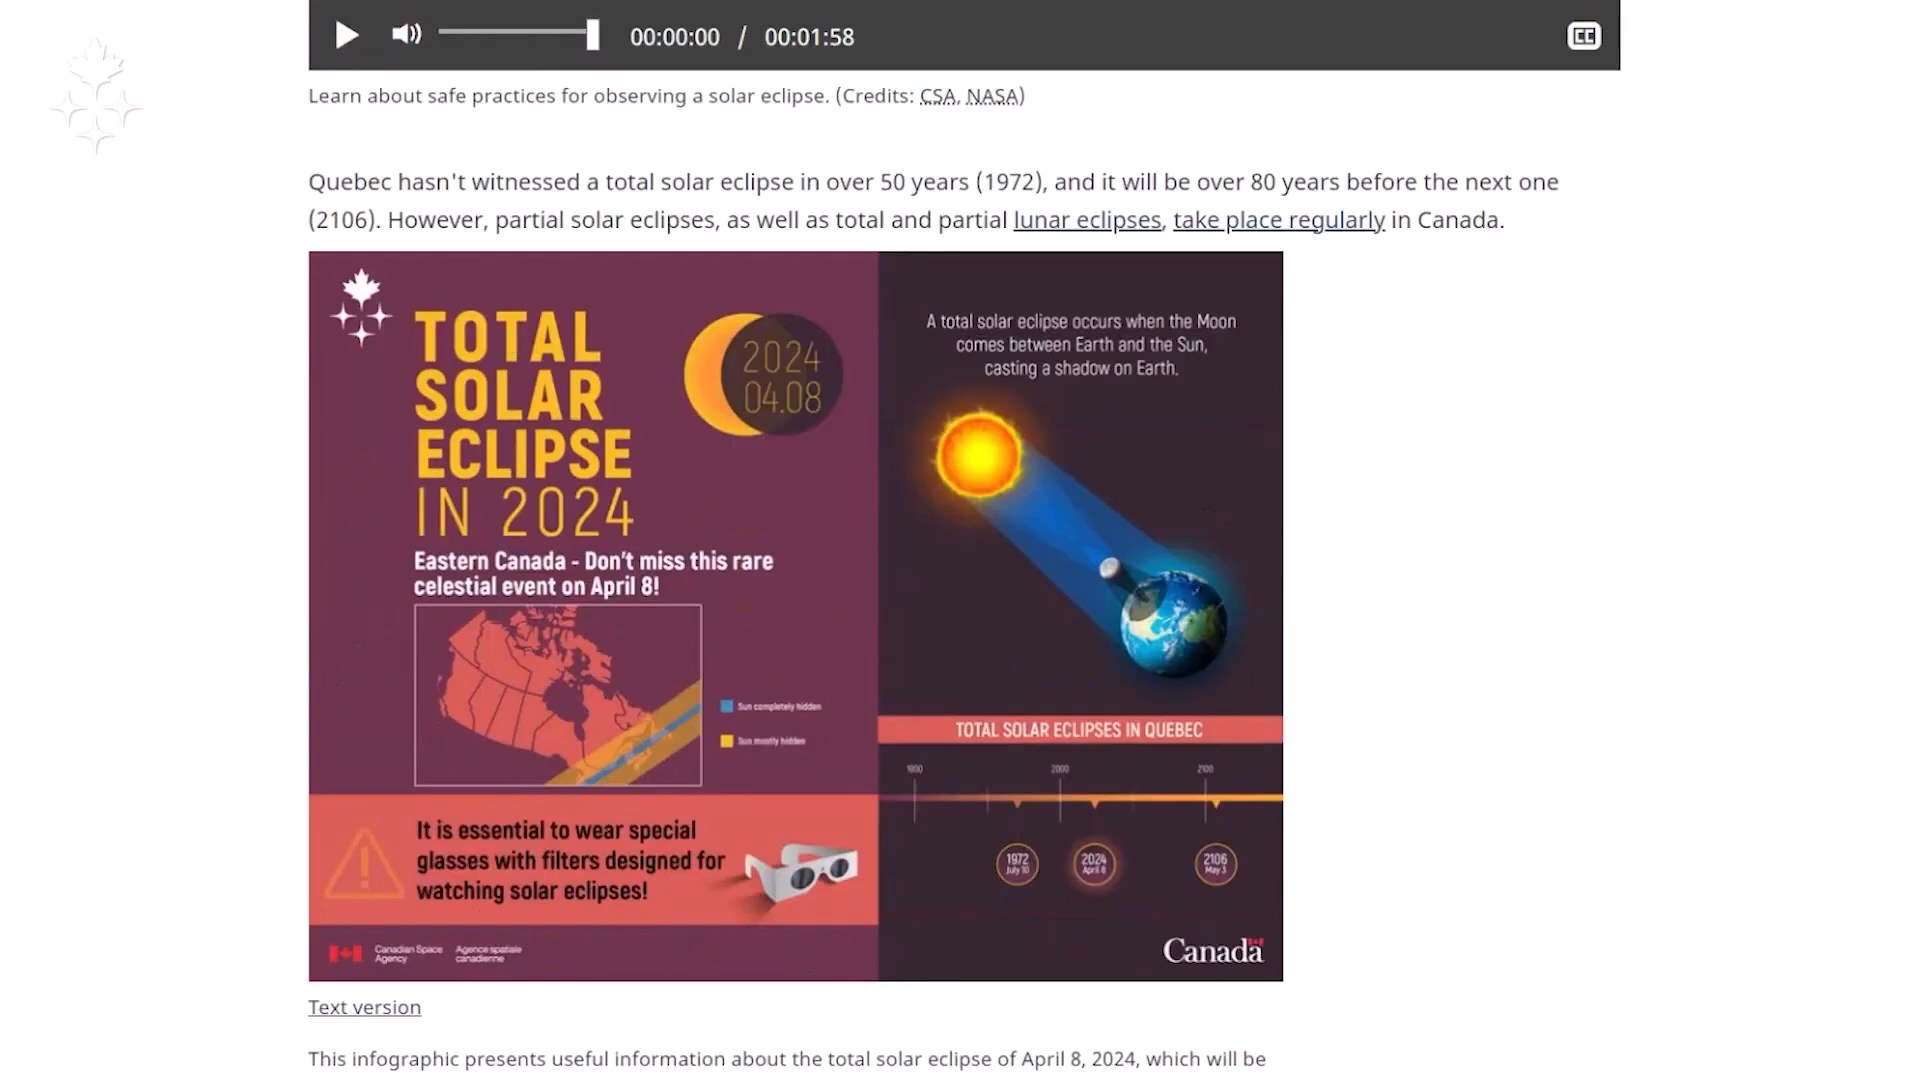 00:00:00 / 00:01:58
CC
Learn about safe practices for observing a solar eclipse. (Credits: CSA, NASA)
Quebec hasn't witnessed a total solar eclipse in over 50 years (1972), and it will be over 80 years before the next one
(2106). However, partial solar eclipses, as well as total and partial lunar eclipses, take place regularly in Canada.
TOTAL
SOLAR
ECLIPSE
IN 2024
2024
04.08
Eastern Canada - Don't miss this rare
celestial event on April 8!
Sun completely hidden
Sun mostly hidden
It is essential to wear special
glasses with filters designed for
watching solar eclipses!
Canadian Space
Agency
Agence spatiale
canadienne
A total solar eclipse occurs when the Moon
comes between Earth and the Sun,
casting a shadow on Earth.
TOTAL SOLAR ECLIPSES IN QUEBEC
1900
2000
2100
1972
July 10
2024
April 8
2106
May 3
Canada
Text version
This infographic presents useful information about the total solar eclipse of April 8, 2024, which will be